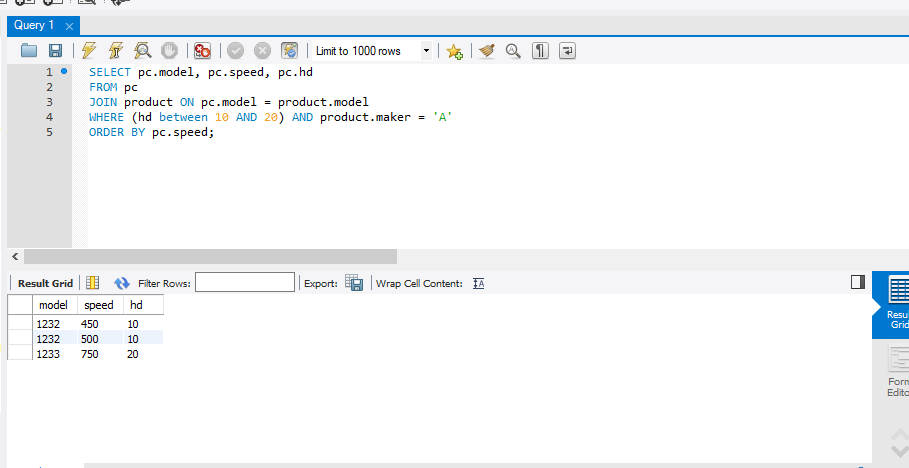 Query 1
Limit to 1000 rows
1 SELECT pc.model, pc.speed, pc.hd
2 FROM pc
3 JOIN product ON pc.model = product.model
4 WHERE (hd between 10 AND 20) AND product.maker = 'A'
5 ORDER BY pc.speed;
Result Grid Filter Rows: Export: Wrap Cell Content: IA
model speed hd
1232 450 10
1232 500 10
1233 750 20
Resu
Grid
Form
Edito